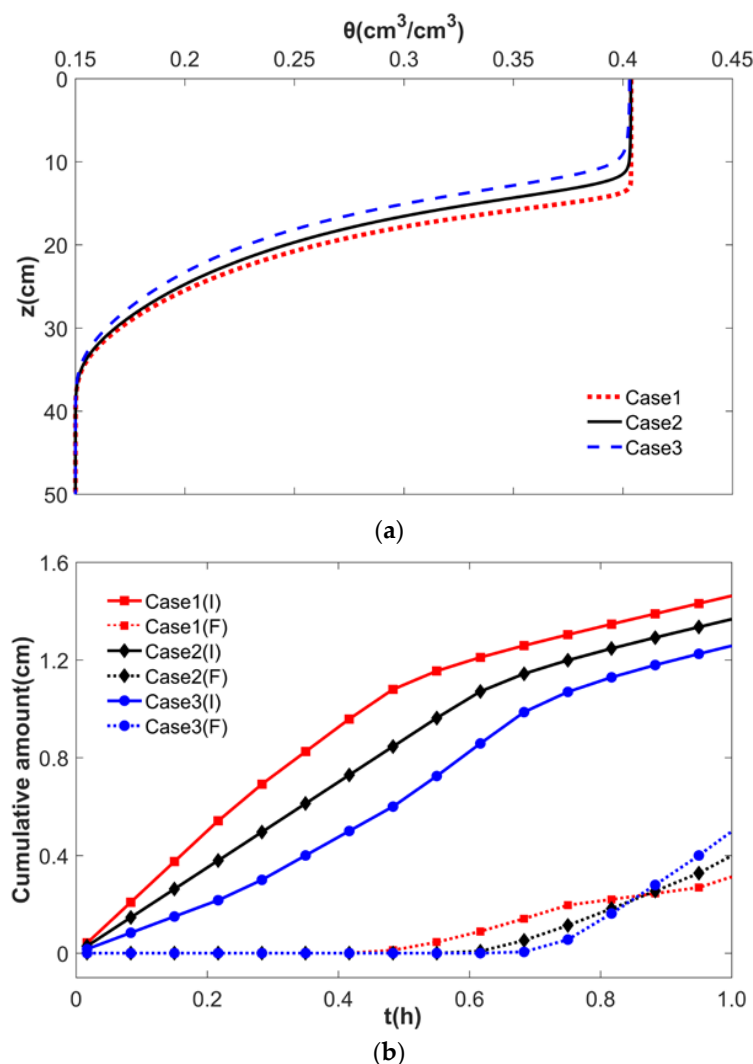 θ(cm³/cm³)
0.15 0.2 0.25 0.3 0.35 0.4 0.45
0
10
20
30
40
50
z(cm)
Case1
Case2
Case3
(a)
1.6
1.2
0.8
0.4
0
Cumulative amount(cm)
Case1(I)
Case1(F)
Case2(I)
Case2(F)
Case3(I)
Case3(F)
0 0.2 0.4 0.6 0.8 1.0
t(h)
(b)